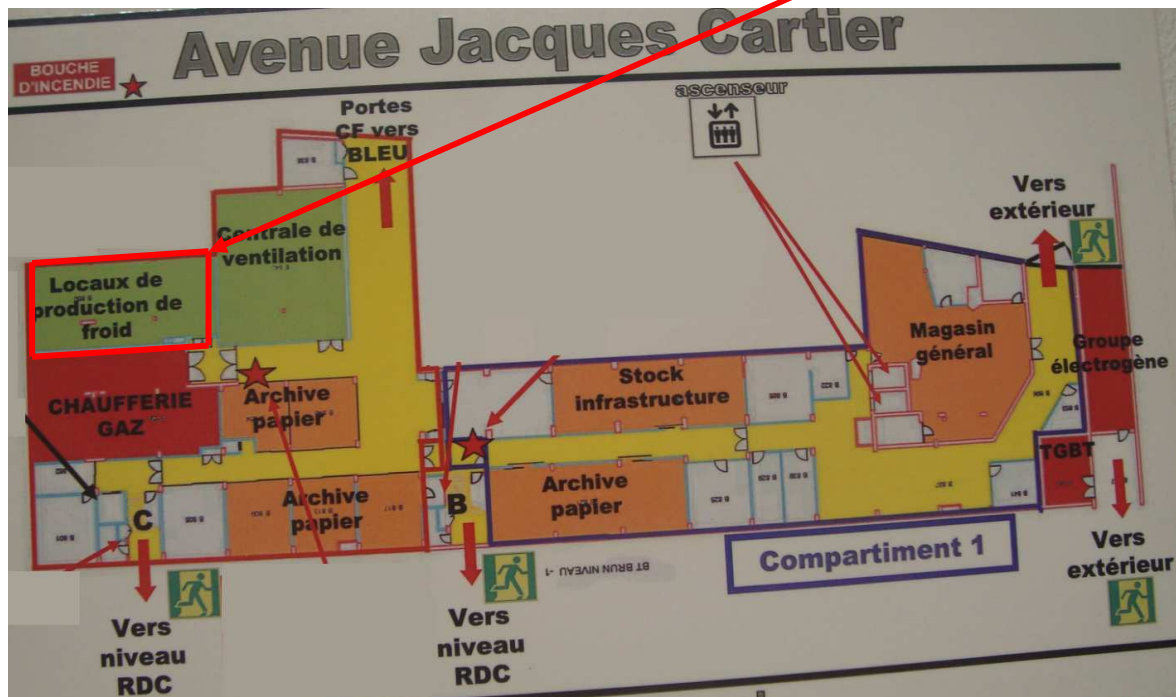 Avenue Jacques Cartier
BOUCHE
D'INCENDIE
ascenseur
Portes
CF vers
BLEU
Vers
extérieur
Centrale de
ventilation
Locaux de
production de
froid
Magasin
général
Groupe
électrogène
Stock
infrastructure
CHAUFFERIE
GAZ
Archive
papier
TGBT
Archive
papier
Archive
papier
C
B
Compartiment 1
BT BRUN NIVEAU -1
Vers
extérieur
Vers
niveau
RDC
Vers
niveau
RDC